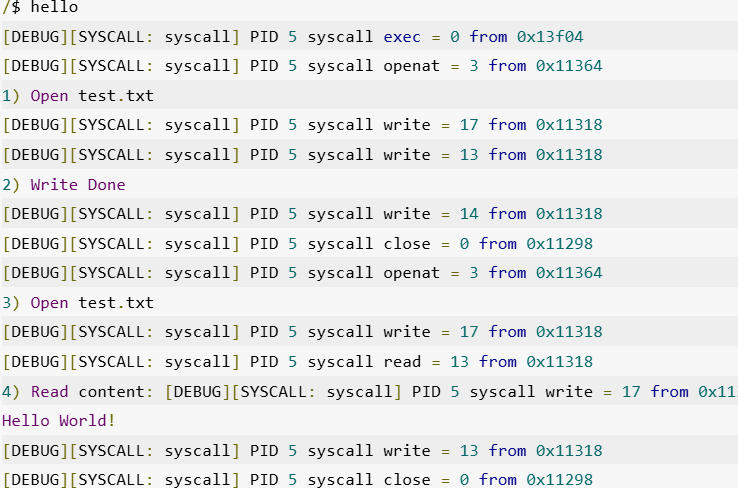 /$ hello
[DEBUG][SYSCALL: syscall] PID 5 syscall exec = 0 from 0x13f04
[DEBUG][SYSCALL: syscall] PID 5 syscall openat = 3 from 0x11364
1) Open test.txt
[DEBUG][SYSCALL: syscall] PID 5 syscall write = 17 from 0x11318
[DEBUG][SYSCALL: syscall] PID 5 syscall write = 13 from 0x11318
2) Write Done
[DEBUG][SYSCALL: syscall] PID 5 syscall write = 14 from 0x11318
[DEBUG][SYSCALL: syscall] PID 5 syscall close = 0 from 0x11298
[DEBUG][SYSCALL: syscall] PID 5 syscall openat = 3 from 0x11364
3) Open test.txt
[DEBUG][SYSCALL: syscall] PID 5 syscall write = 17 from 0x11318
[DEBUG][SYSCALL: syscall] PID 5 syscall read = 13 from 0x11318
4) Read content: [DEBUG][SYSCALL: syscall] PID 5 syscall write = 17 from 0x11
Hello World!
[DEBUG][SYSCALL: syscall] PID 5 syscall write = 13 from 0x11318
[DEBUG][SYSCALL: syscall] PID 5 syscall close = 0 from 0x11298